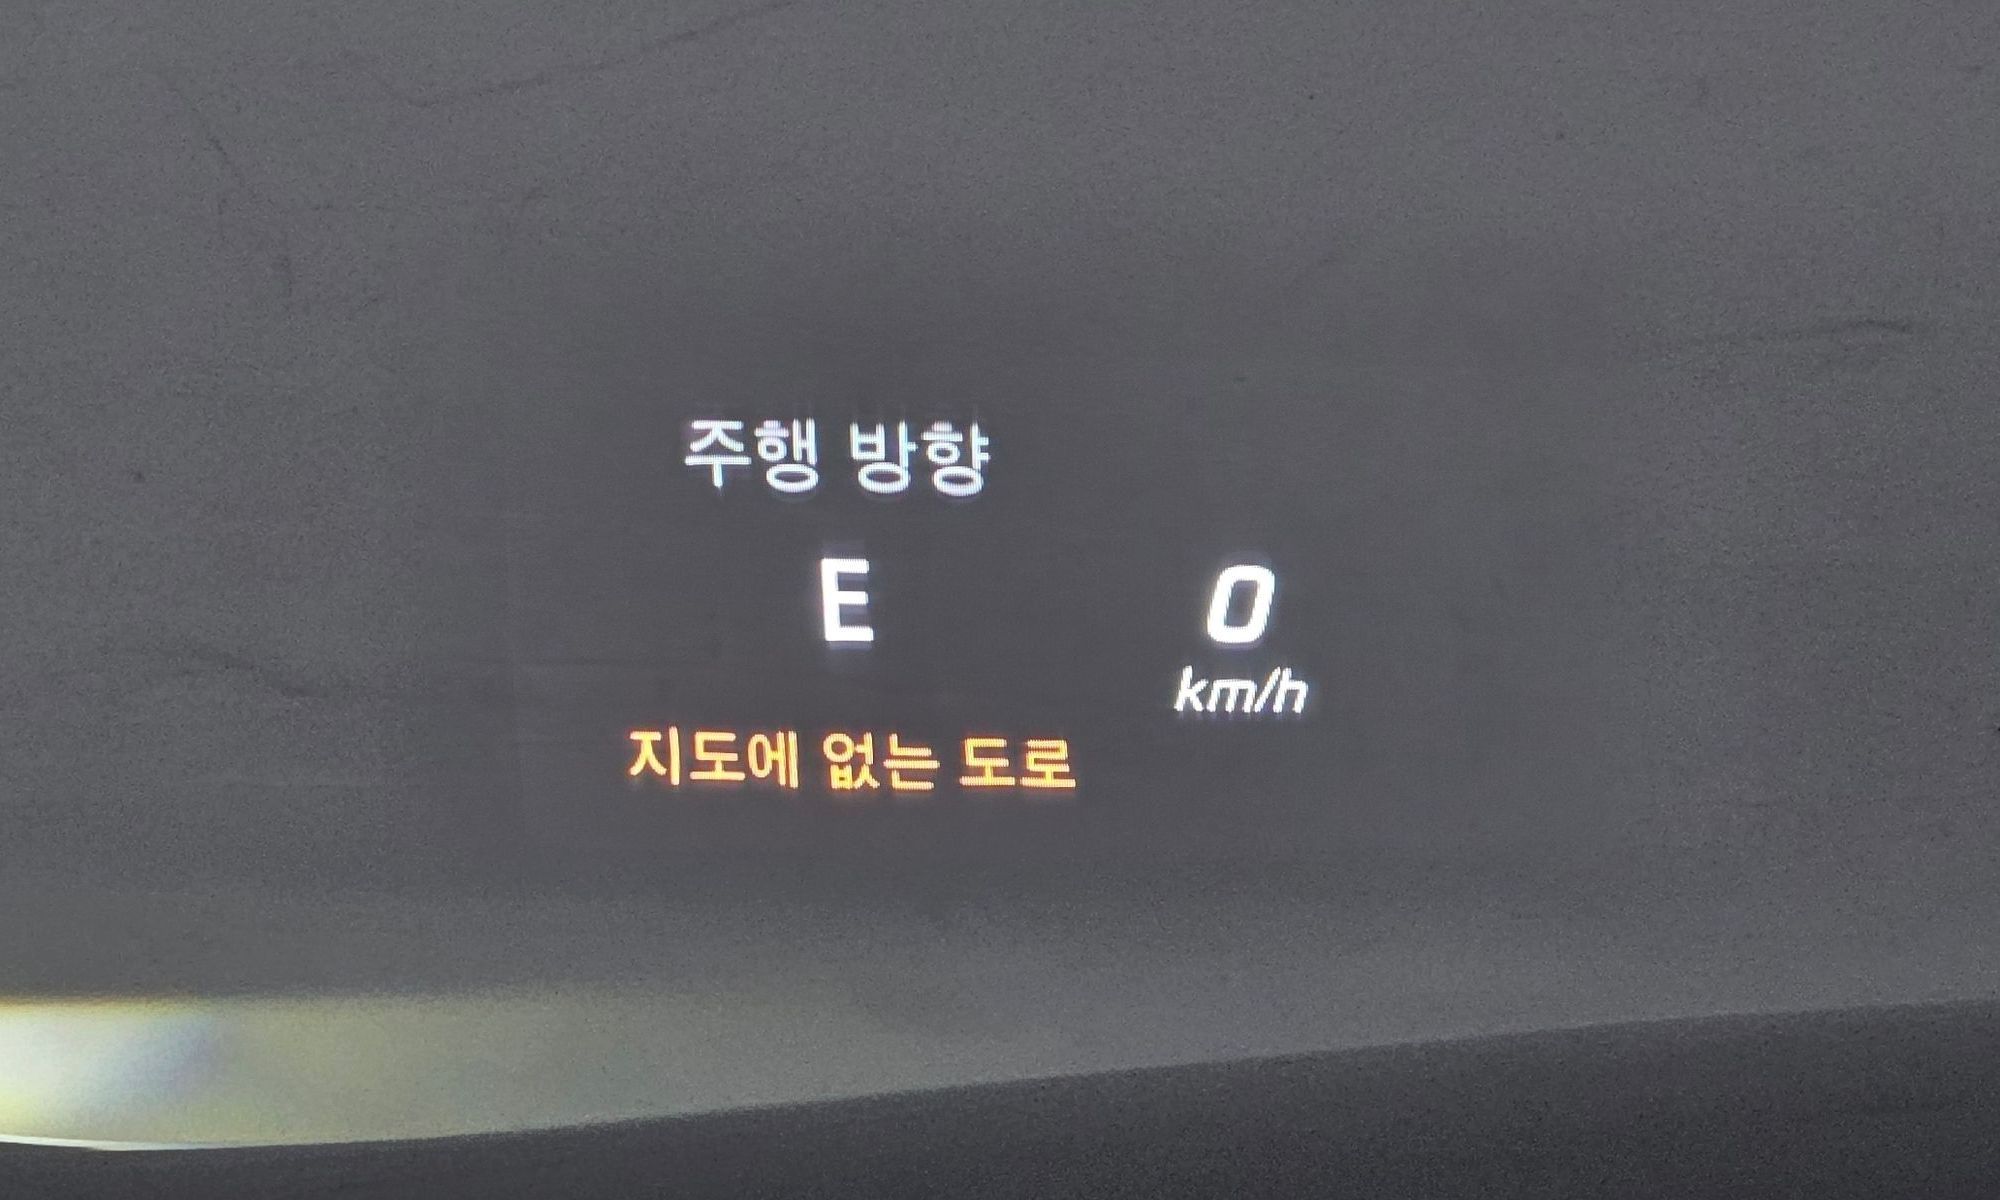 주행 방향
E
0
km/h
지도에 없는 도로